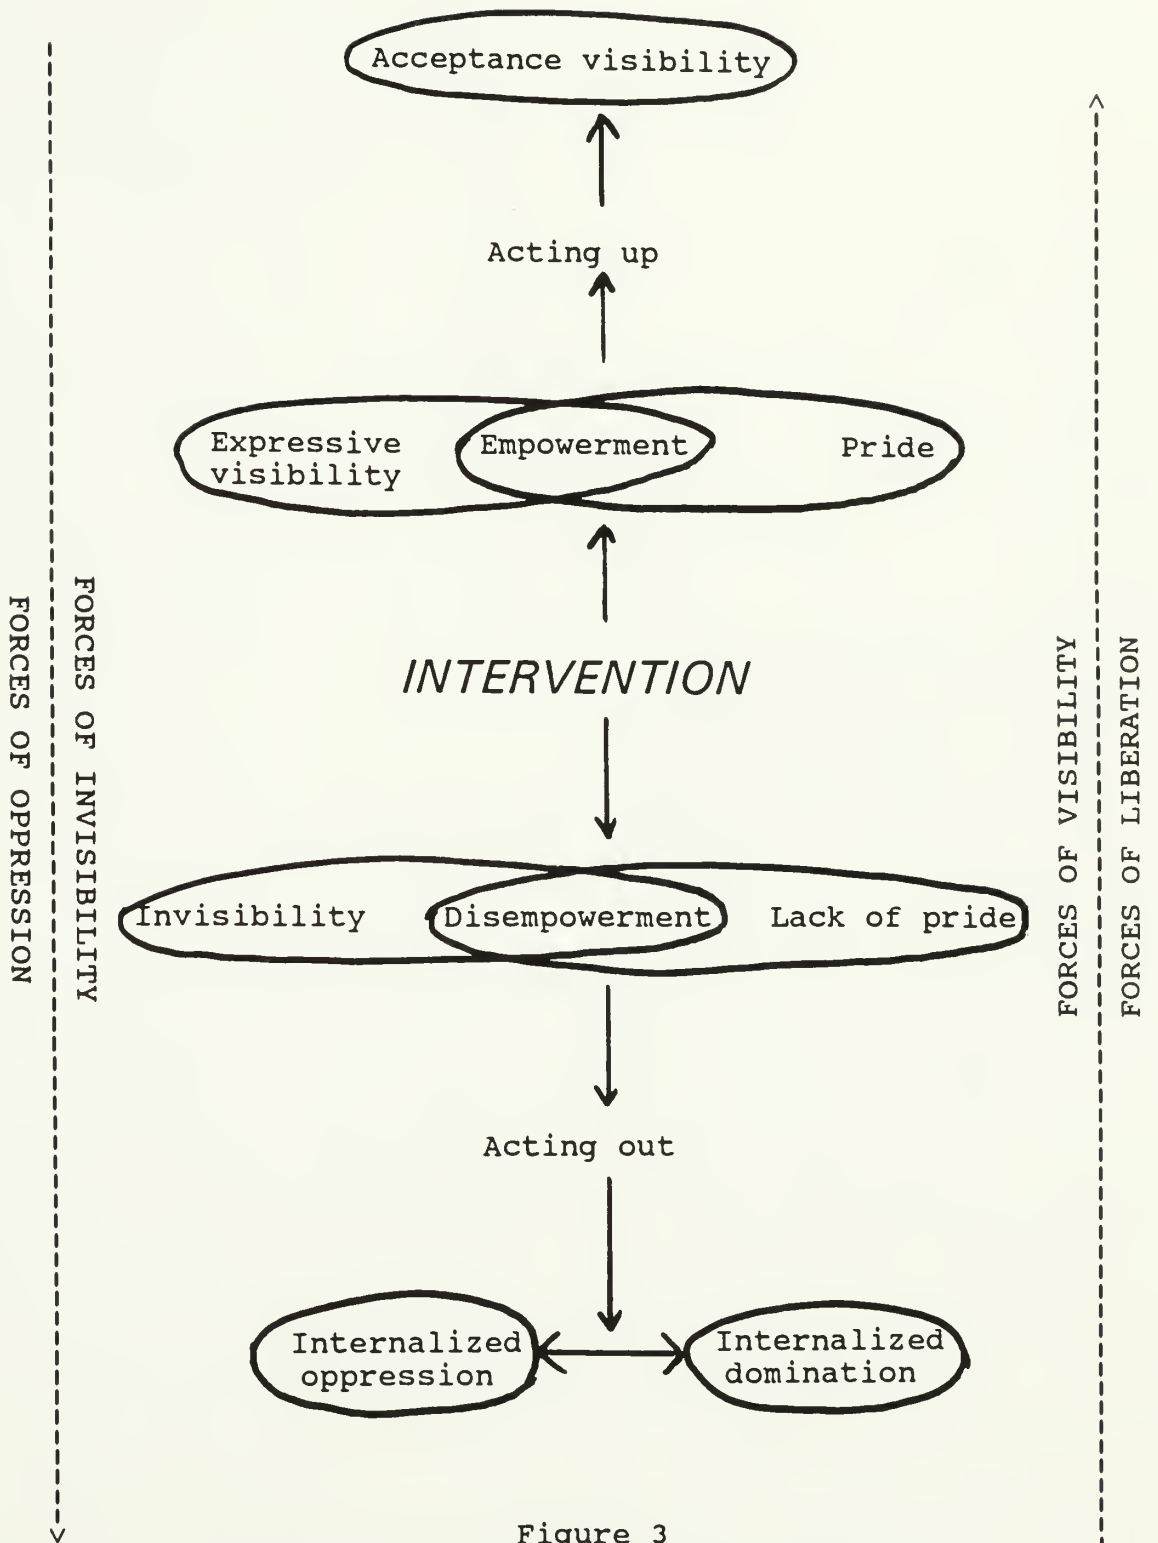 Acceptance visibility
Acting up
Expressive
visibility
Empowerment
Pride
FORCES OF OPPRESSION
FORCES OF INVISIBILITY
INTERVENTION
FORCES OF VISIBILITY
FORCES OF LIBERATION
Invisibility
Disempowerment
Lack of pride
Acting out
Internalized
oppression
Internalized
domination
Figure 3